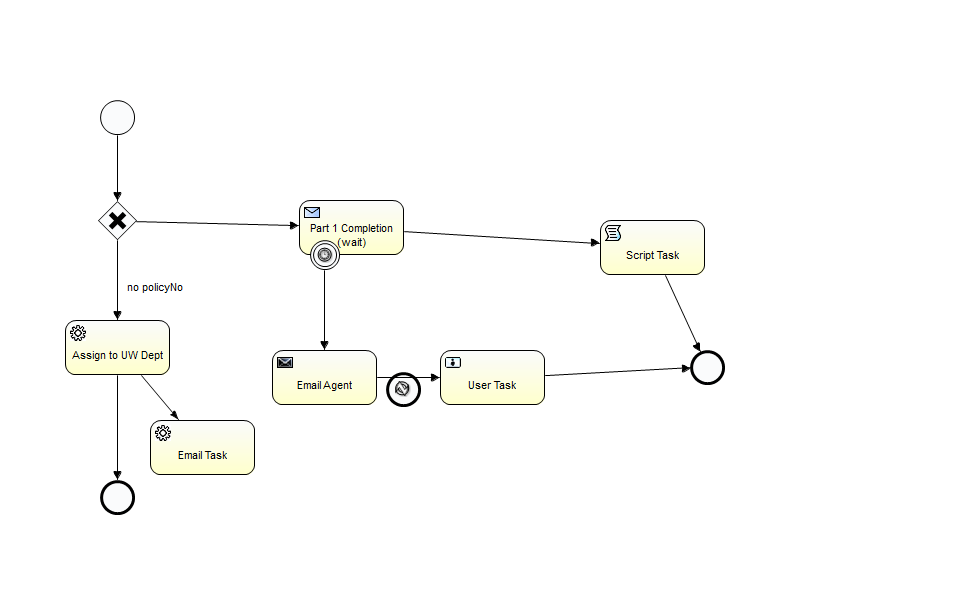 Part 1 Completion
(wait)
Script Task
no policyNo
Assign to UW Dept
Email Agent
User Task
Email Task